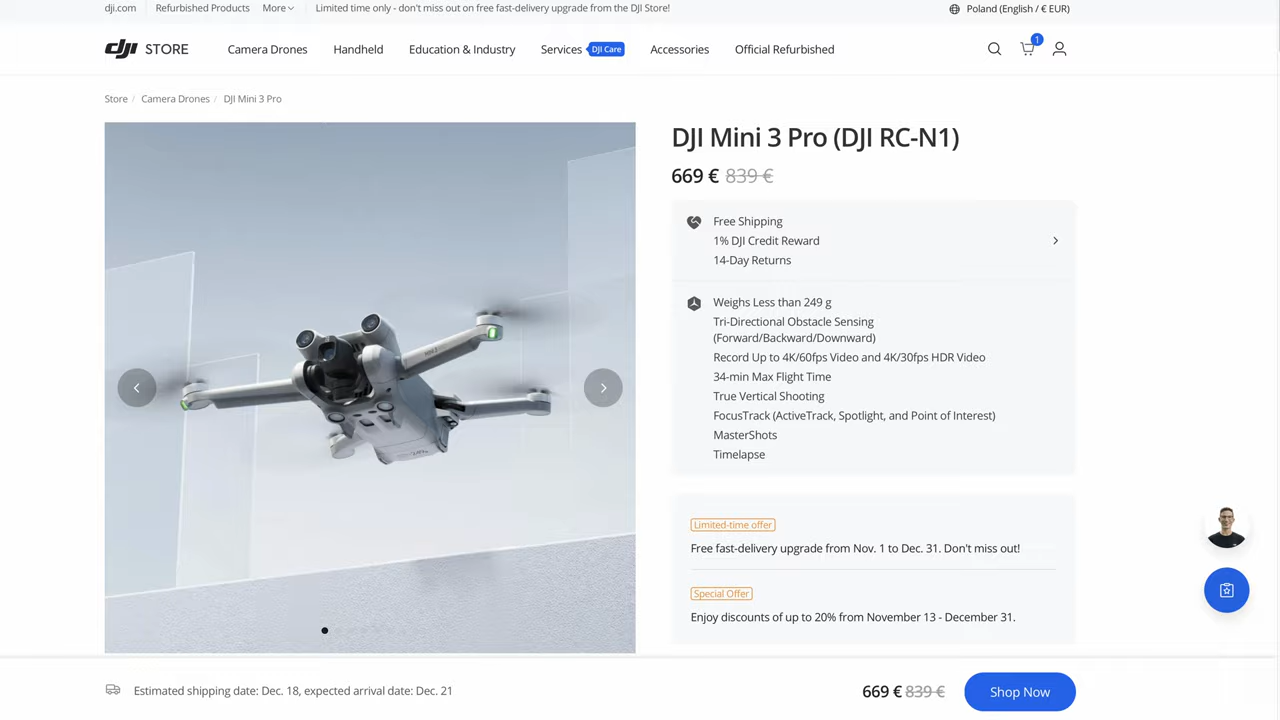 dji.com Refurbished Products More Limited time only - don't miss out on free fast-delivery upgrade from the DJI Store! Poland (English / € EUR)
dji STORE Camera Drones Handheld Education & Industry Services DJI Care Accessories Official Refurbished 1
Store / Camera Drones / DJI Mini 3 Pro
DJI Mini 3 Pro (DJI RC-N1)
669 € 839 €
Free Shipping
1% DJI Credit Reward
14-Day Returns
Weighs Less than 249 g
Tri-Directional Obstacle Sensing
(Forward/Backward/Downward)
Record Up to 4K/60fps Video and 4K/30fps HDR Video
34-min Max Flight Time
True Vertical Shooting
FocusTrack (ActiveTrack, Spotlight, and Point of Interest)
MasterShots
Timelapse
Limited-time offer
Free fast-delivery upgrade from Nov. 1 to Dec. 31. Don't miss out!
Special Offer
Enjoy discounts of up to 20% from November 13 - December 31.
Estimated shipping date: Dec. 18, expected arrival date: Dec. 21
669 € 839 € Shop Now